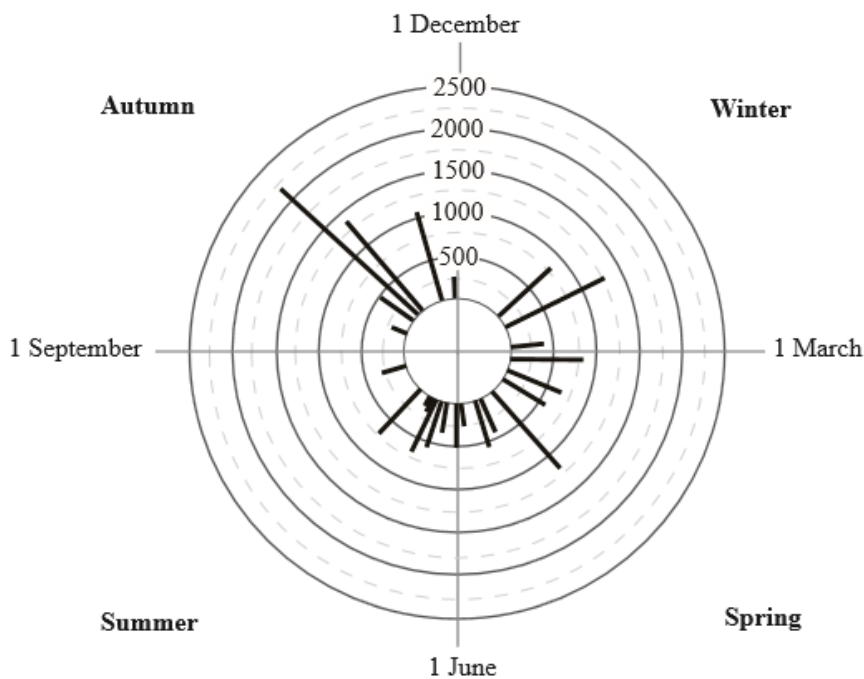 1 December
2500
Autumn
Winter
2000
1500
1000
500
1 September
1 March
Summer
Spring
1 June